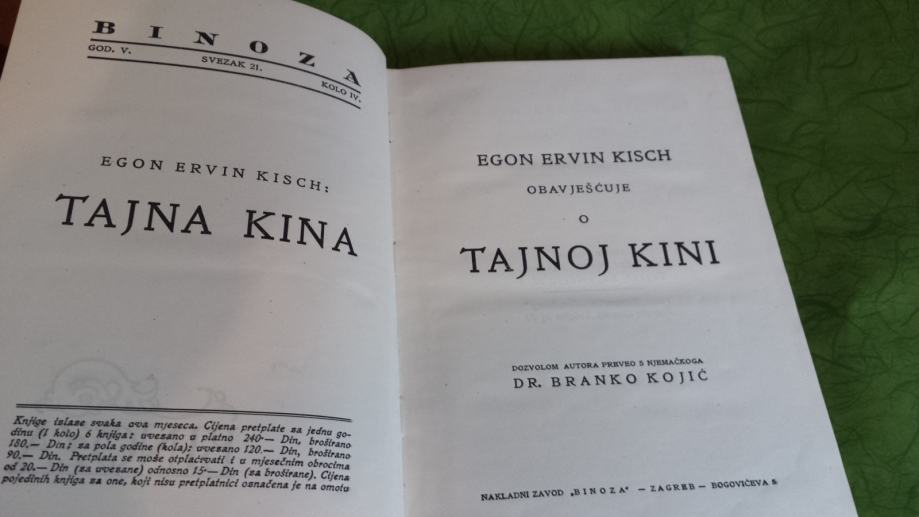 BINOZA
GOD. V.
SVEZAK 21.
KOLO IV.
EGON ERVIN KISCH:
TAJNA KINA
Knjige izlaze svaka dva mjeseca. Cijena pretplate za jednu go-
dinu (1 kolo) 6 knjiga: uvezano u platno 240·— Din, broširano
180.— Din; za pola godine (kola): uvezano 120.— Din, broširano
90.— Din. Pretplata se može otplaćivati i u mjesečnim obrocima
od 20.— Din (za uvezane) odnosno 15·— Din (za broširane). Cijena
pojedinih knjiga za one, koji nisu pretplatnici označena je na omotu
EGON ERVIN KISCH
OBAVJEŠĆUJE
O
TAJNOJ KINI
DOZVOLOM AUTORA PREVEO S NJEMAČKOGA
DR. BRANKO KOJIĆ
NAKLADNI ZAVOD „BINOZA" — ZAGREB — BOGOVIĆEVA